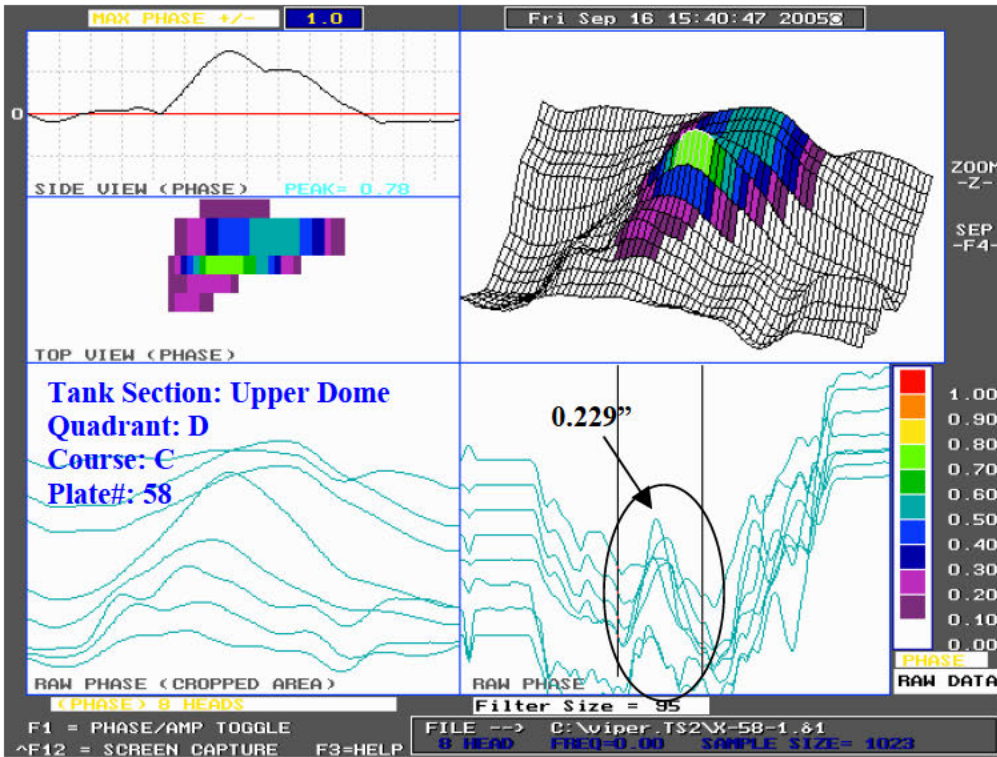 MAX PHASE +/-
1.0
Fri Sep 16 15:40:47 2005
0
SIDE VIEW (PHASE)
PEAK= 0.78
ZOOM
-Z-
SEP
-F4-
TOP VIEW (PHASE)
Tank Section: Upper Dome
Quadrant: D
Course: C
Plate#: 58
0.229”
1.00
0.90
0.80
0.70
0.60
0.50
0.40
0.30
0.20
0.10
0.00
PHASE
RAW DATA
RAW PHASE (CROPPED AREA)
RAW PHASE
(PHASE) 8 HEADS
Filter Size = 95
F1 = PHASE/AMP TOGGLE
^F12 = SCREEN CAPTURE F3=HELP
FILE --> C:\viper.TS2\X-58-1.&1
8 HEAD FREQ=0.00 SAMPLE SIZE= 1023